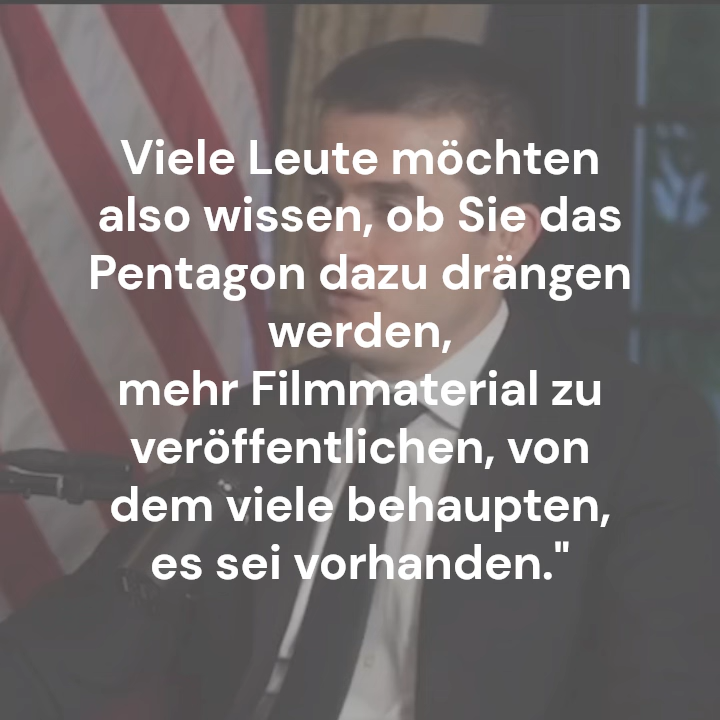 Viele Leute möchten
also wissen, ob Sie das
Pentagon dazu drängen
werden,
mehr Filmmaterial zu
veröffentlichen, von
dem viele behaupten,
es sei vorhanden."